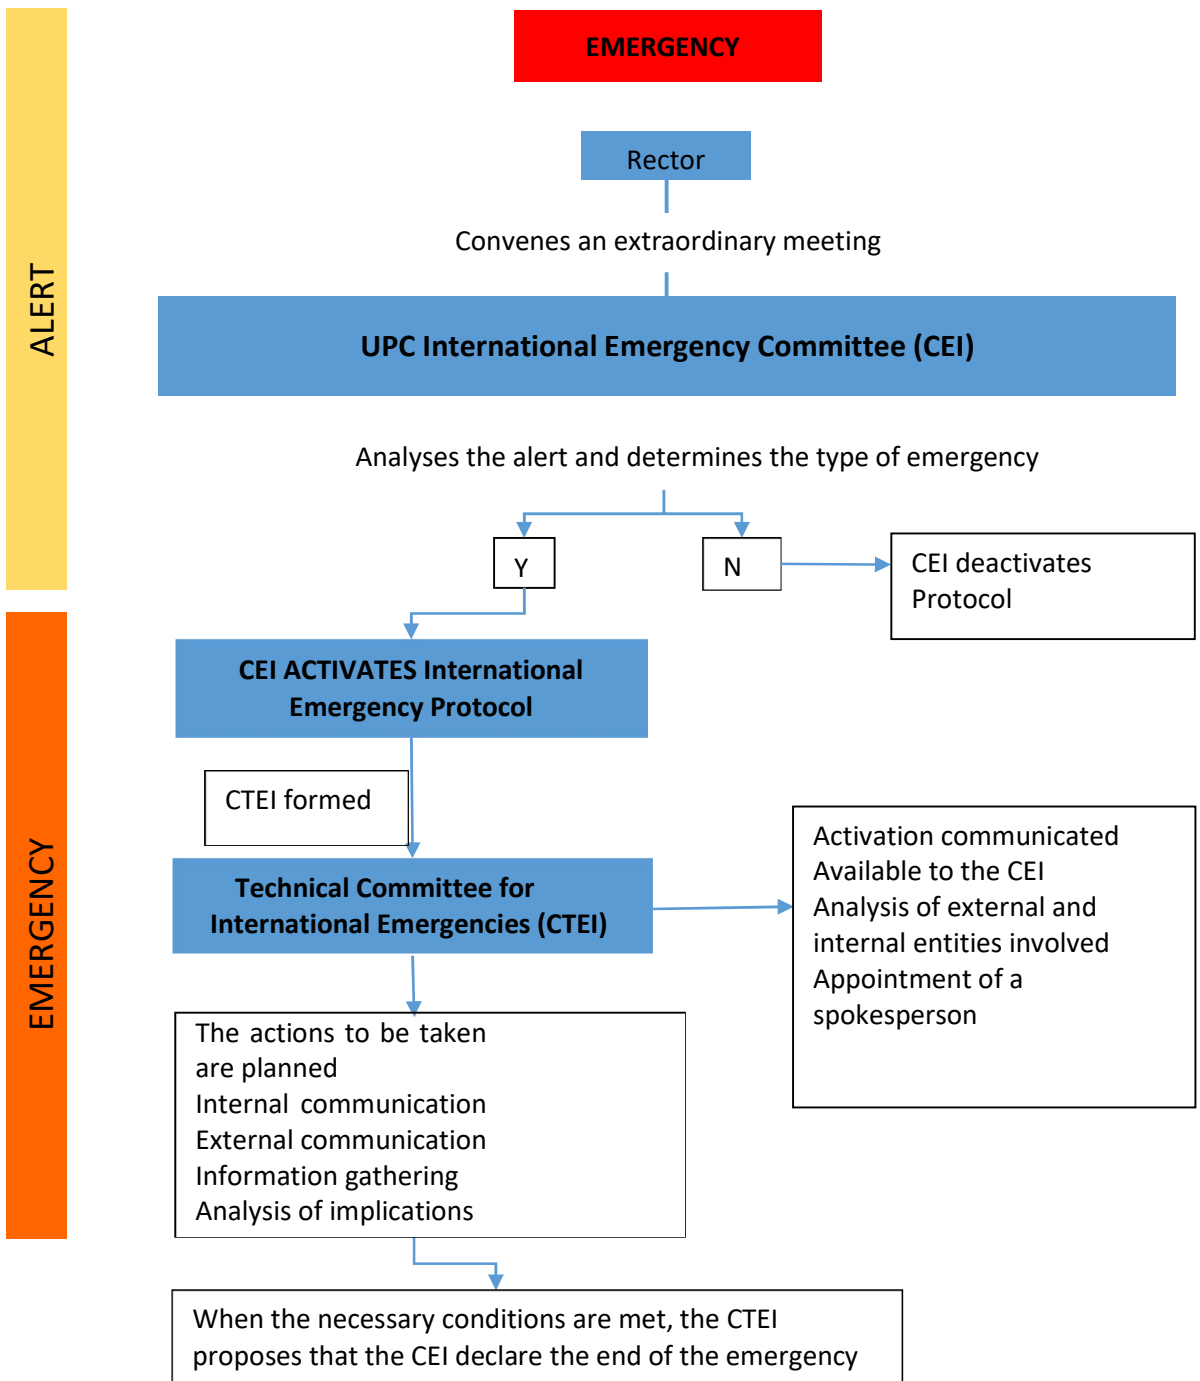 EMERGENCY
Rector
Convenes an extraordinary meeting
ALERT
UPC International Emergency Committee (CEI)
Analyses the alert and determines the type of emergency
Y
N
CEI deactivates
Protocol
CEI ACTIVATES International
Emergency Protocol
CTEI formed
EMERGENCY
Technical Committee for
International Emergencies (CTEI)
Activation communicated
Available to the CEI
Analysis of external and
internal entities involved
Appointment of a
spokesperson
The actions to be taken
are planned
Internal communication
External communication
Information gathering
Analysis of implications
When the necessary conditions are met, the CTEI
proposes that the CEI declare the end of the emergency